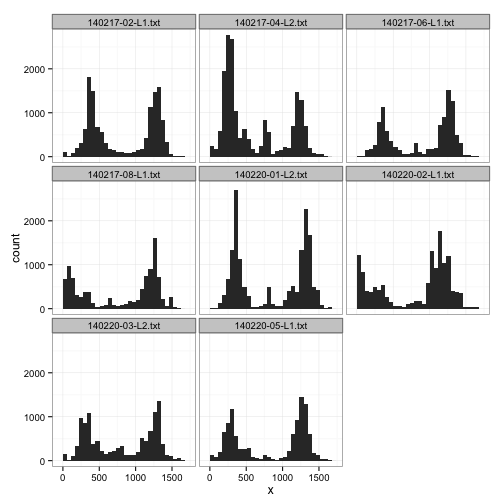 140217-02-L1.txt
140217-04-L2.txt
140217-06-L1.txt
2000
1000
0
140217-08-L1.txt
140220-01-L2.txt
140220-02-L1.txt
2000
1000
0
count
140220-03-L2.txt
140220-05-L1.txt
2000
1000
0
0 500 1000 1500
0 500 1000 1500
x